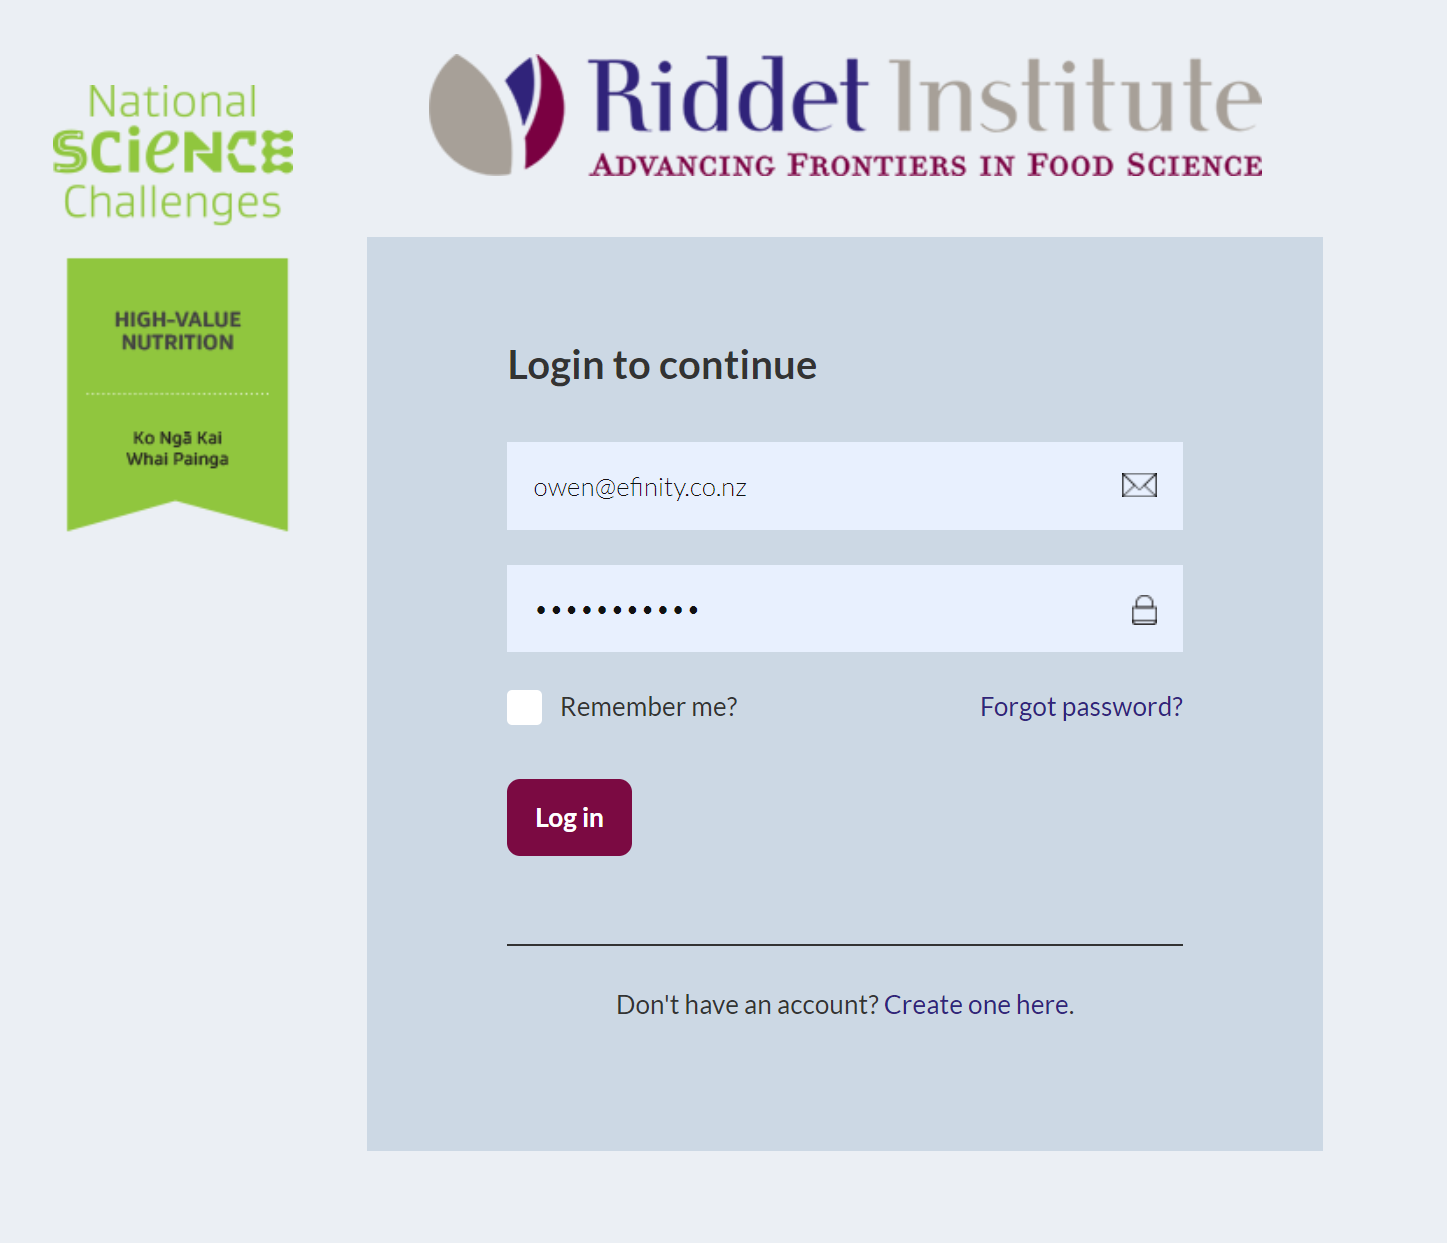 National
SCIENCE
Challenges
HIGH-VALUE
NUTRITION
Ko Ngā Kai
Whai Painga
Riddet Institute
ADVANCING FRONTIERS IN FOOD SCIENCE
Login to continue
owen@efinity.co.nz
•••••••••••
Remember me?
Forgot password?
Log in
Don't have an account? Create one here.